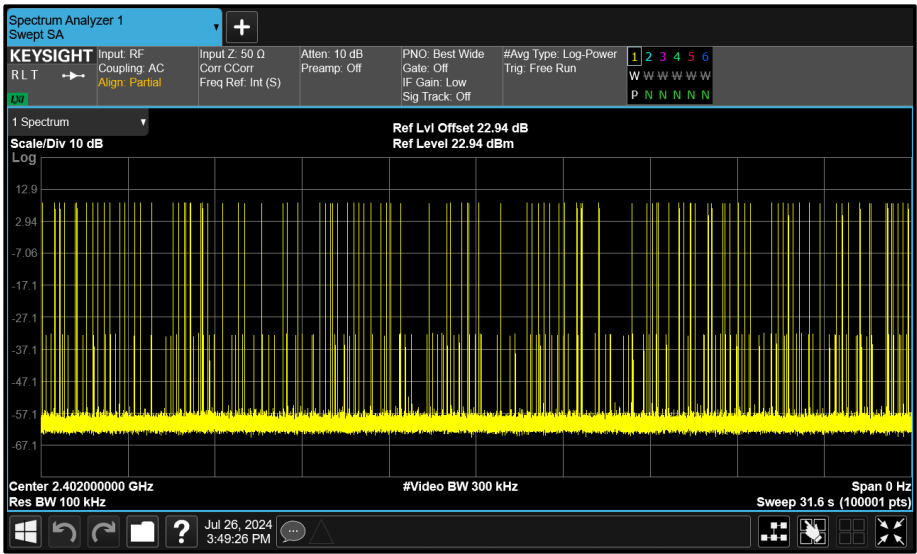 Spectrum Analyzer 1
Swept SA
+
KEYSIGHT
RLT
LXI
Input: RF
Coupling: AC
Align: Partial
Input Z: 50 Ω
Corr CCorr
Freq Ref: Int (S)
Atten: 10 dB
Preamp: Off
PNO: Best Wide
Gate: Off
IF Gain: Low
Sig Track: Off
#Avg Type: Log-Power
Trig: Free Run
1 2 3 4 5 6
W W W W W W
P N N N N N
1 Spectrum
Scale/Div 10 dB
Ref Lvl Offset 22.94 dB
Ref Level 22.94 dBm
Log
12.9
2.94
-7.06
-17.1
-27.1
-37.1
-47.1
-57.1
-67.1
Center 2.402000000 GHz
#Video BW 300 kHz
Span 0 Hz
Res BW 100 kHz
Sweep 31.6 s (100001 pts)
?
Jul 26, 2024
3:49:26 PM